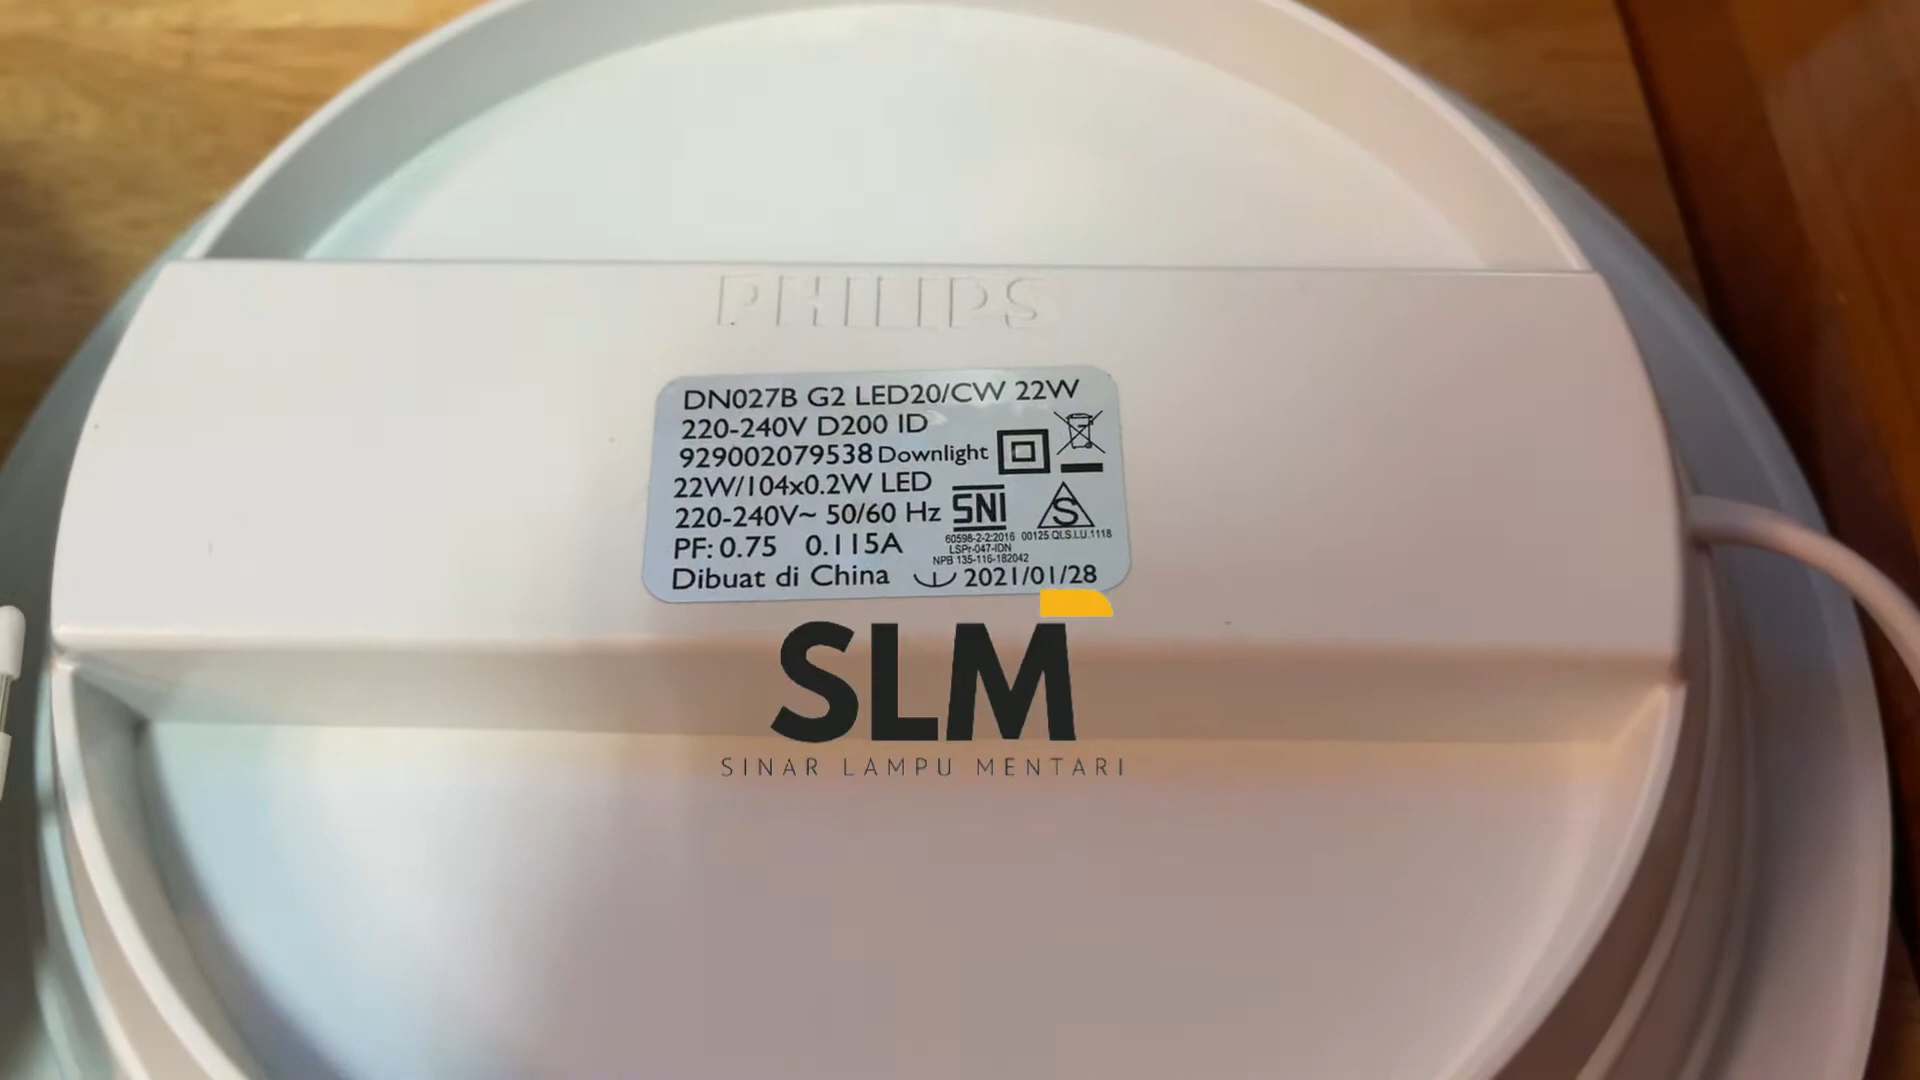 PHILIPS
DN027B G2 LED20/CW 22W
220-240V D200 ID
929002079538 Downlight
22W/104x0.2W LED
220-240V~ 50/60 Hz SNI S
60598-2-2:2016 00125 QLS.LU.1118
LSPr-047-IDN
PF: 0.75 0.115A
NPB 135-116-182042
Dibuat di China 2021/01/28
SLM
SINAR LAMPU MENTARI